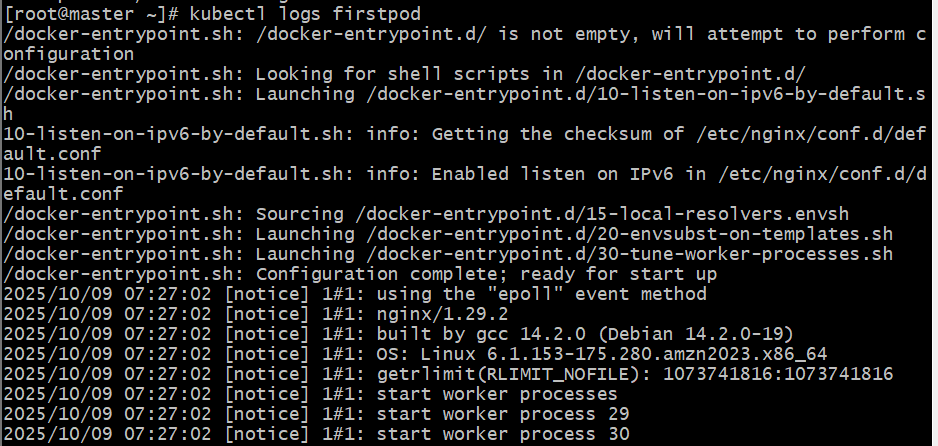 [root@master ~]# kubectl logs firstpod
/docker-entrypoint.sh: /docker-entrypoint.d/ is not empty, will attempt to perform c
onfiguration
/docker-entrypoint.sh: Looking for shell scripts in /docker-entrypoint.d/
/docker-entrypoint.sh: Launching /docker-entrypoint.d/10-listen-on-ipv6-by-default.s
h
10-listen-on-ipv6-by-default.sh: info: Getting the checksum of /etc/nginx/conf.d/def
ault.conf
10-listen-on-ipv6-by-default.sh: info: Enabled listen on IPv6 in /etc/nginx/conf.d/d
efault.conf
/docker-entrypoint.sh: Sourcing /docker-entrypoint.d/15-local-resolvers.envsh
/docker-entrypoint.sh: Launching /docker-entrypoint.d/20-envsubst-on-templates.sh
/docker-entrypoint.sh: Launching /docker-entrypoint.d/30-tune-worker-processes.sh
/docker-entrypoint.sh: Configuration complete; ready for start up
2025/10/09 07:27:02 [notice] 1#1: using the "epoll" event method
2025/10/09 07:27:02 [notice] 1#1: nginx/1.29.2
2025/10/09 07:27:02 [notice] 1#1: built by gcc 14.2.0 (Debian 14.2.0-19)
2025/10/09 07:27:02 [notice] 1#1: OS: Linux 6.1.153-175.280.amzn2023.x86_64
2025/10/09 07:27:02 [notice] 1#1: getrlimit(RLIMIT_NOFILE): 1073741816:1073741816
2025/10/09 07:27:02 [notice] 1#1: start worker processes
2025/10/09 07:27:02 [notice] 1#1: start worker process 29
2025/10/09 07:27:02 [notice] 1#1: start worker process 30